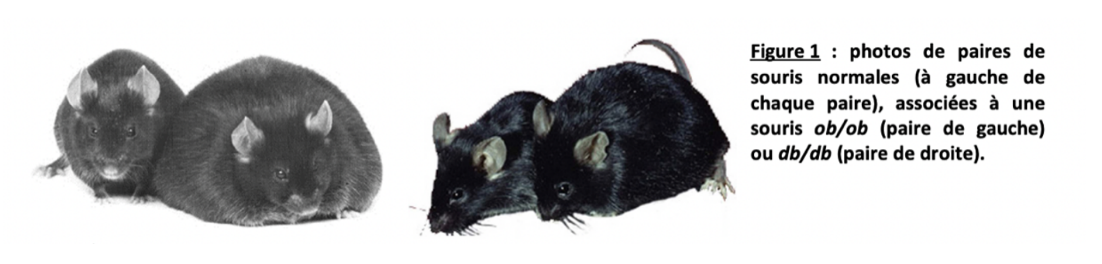 Figure 1 : photos de paires de
souris normales (à gauche de
chaque paire), associées à une
souris ob/ob (paire de gauche)
ou db/db (paire de droite).